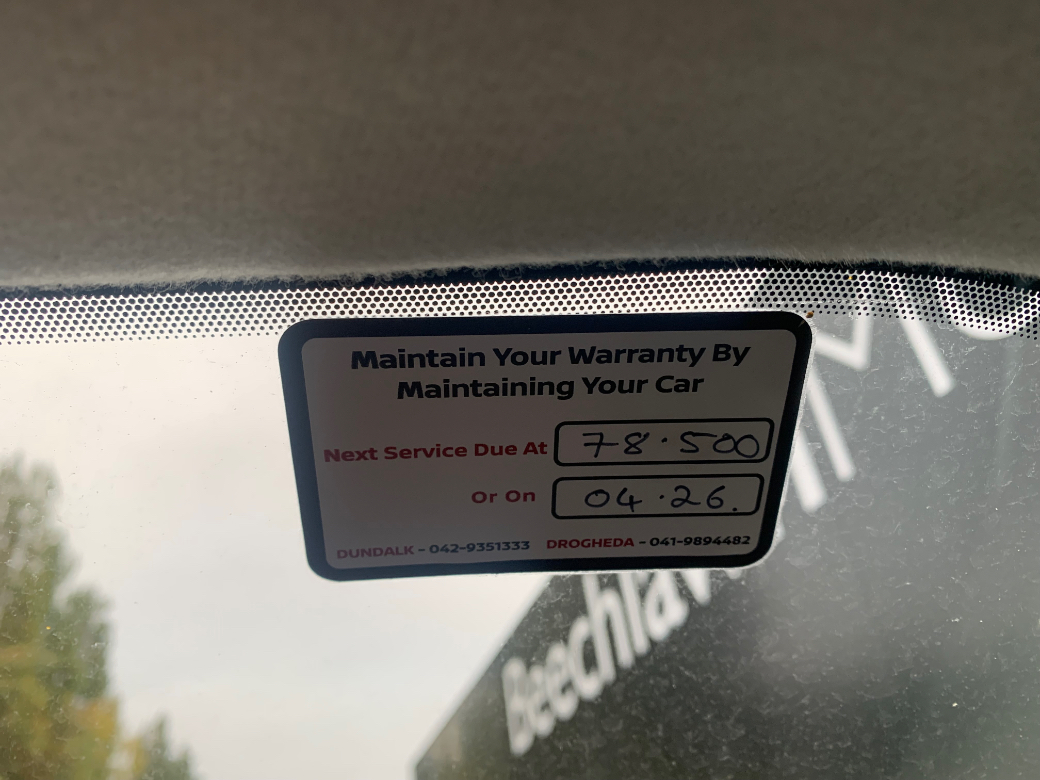 Maintain Your Warranty By
Maintaining Your Car
Next Service Due At 78.500
Or On 04.26.
DUNDALK - 042-9351333 DROGHEDA - 041-9894482